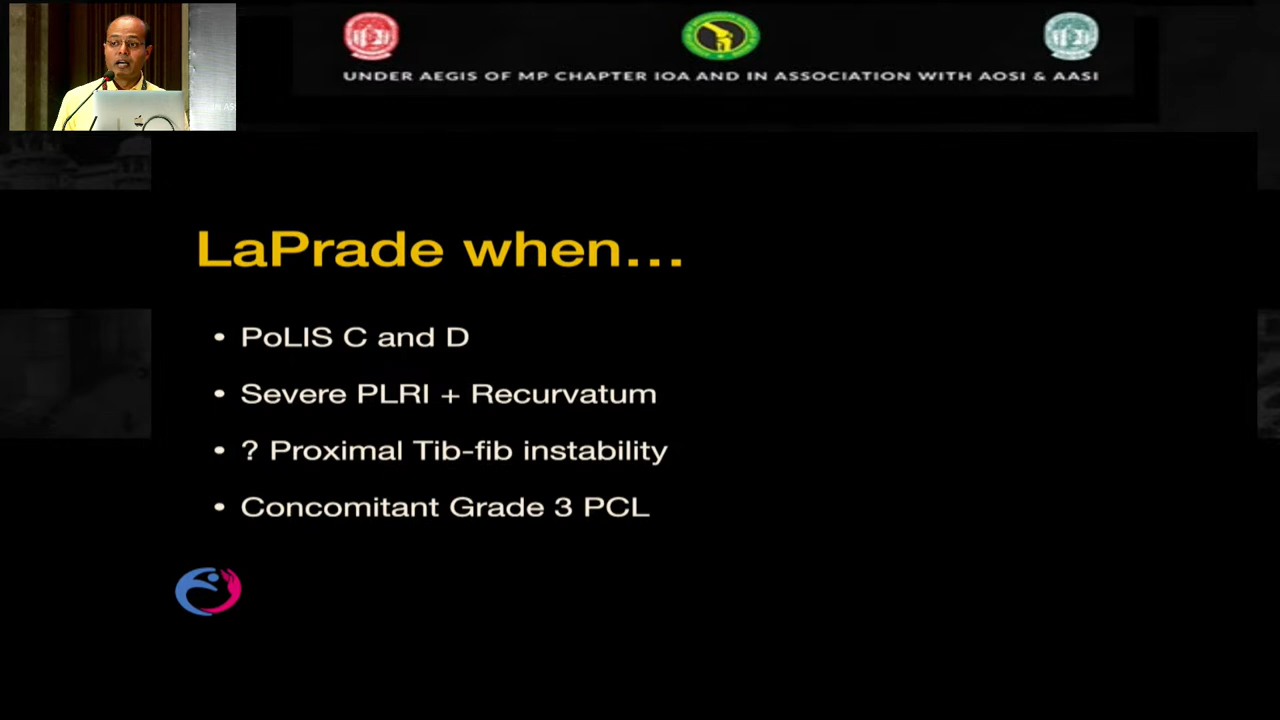 UNDER AEGIS OF MP CHAPTER IOA AND IN ASSOCIATION WITH AOSI & AASI
LaPrade when...
• PoLIS C and D
• Severe PLRI + Recurvatum
• ? Proximal Tib-fib instability
• Concomitant Grade 3 PCL